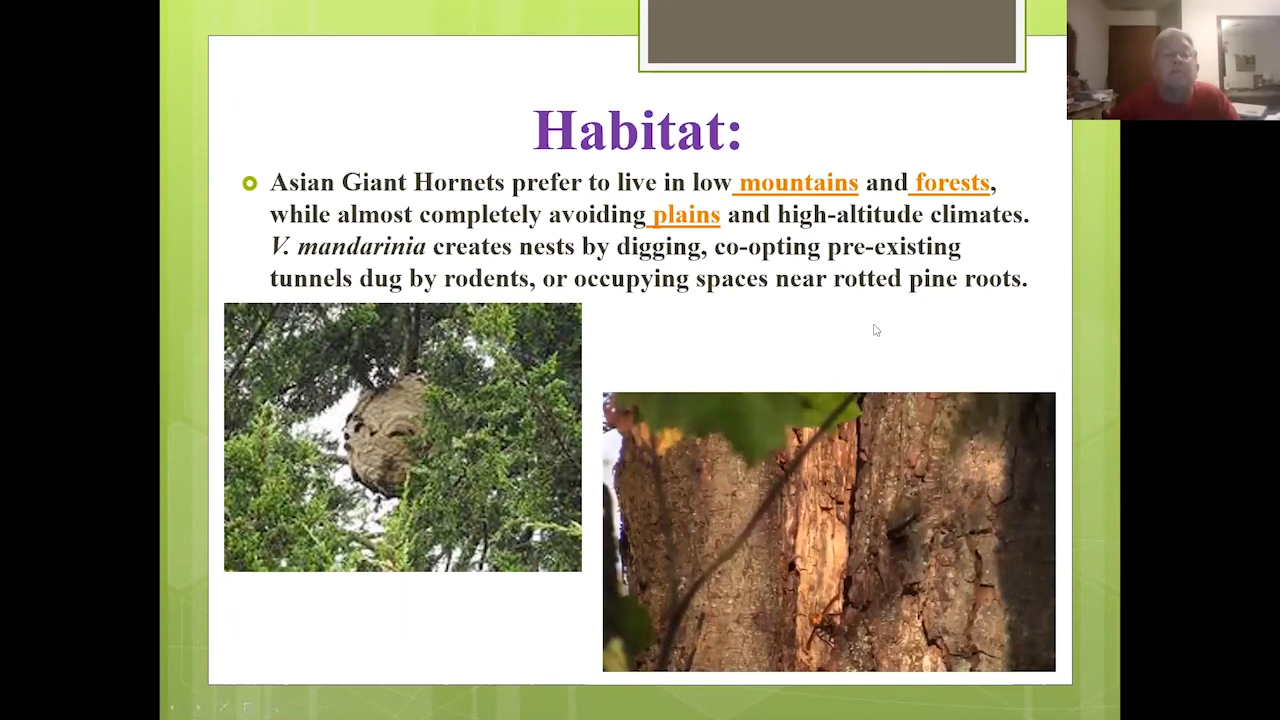 Habitat:
Asian Giant Hornets prefer to live in low mountains and forests,
while almost completely avoiding plains and high-altitude climates.
V. mandarinia creates nests by digging, co-opting pre-existing
tunnels dug by rodents, or occupying spaces near rotted pine roots.